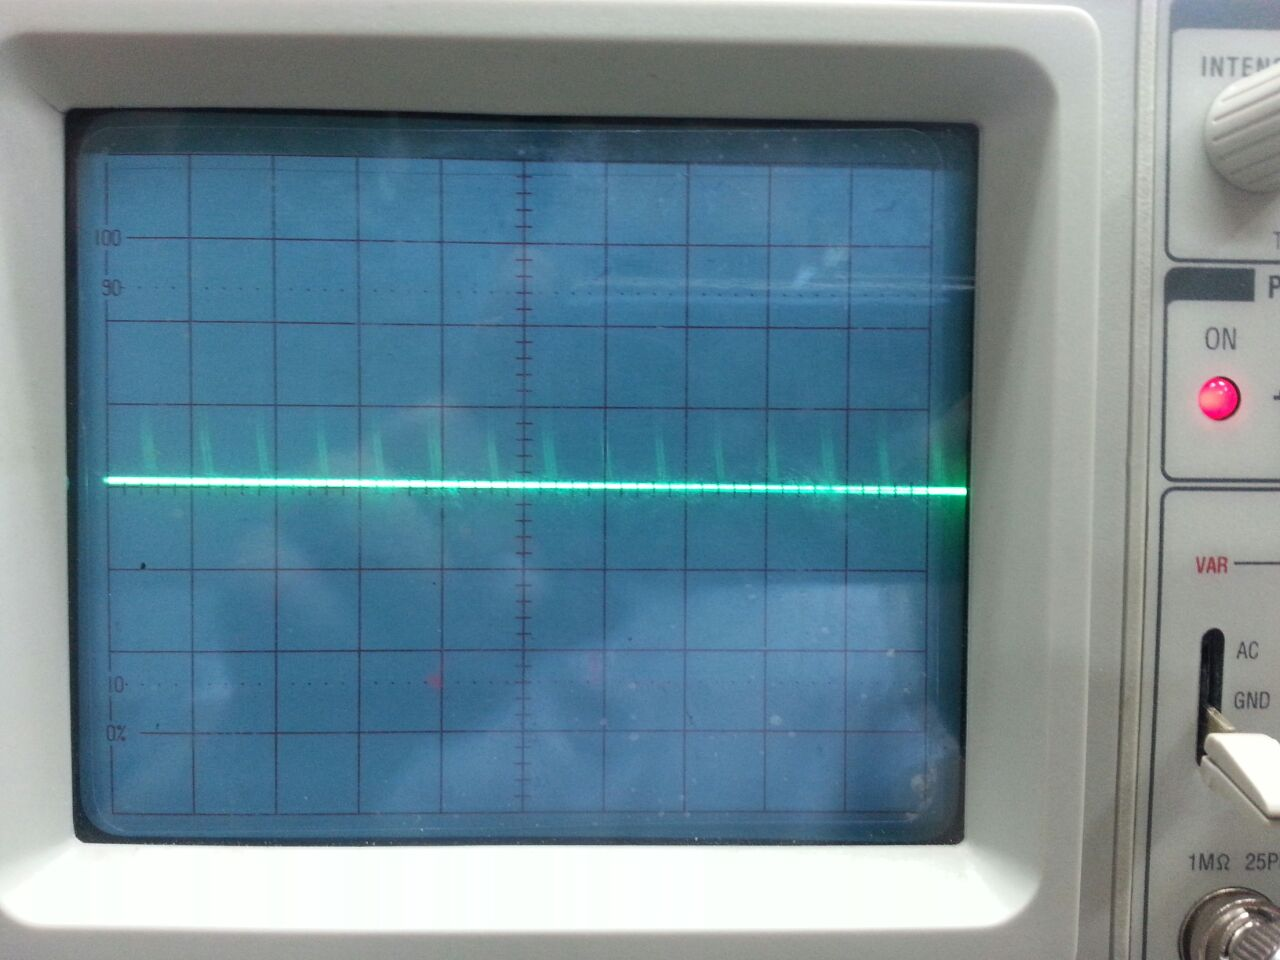 100
90
10
0%
INTEN
P
ON
VAR
AC
GND
1MΩ 25P